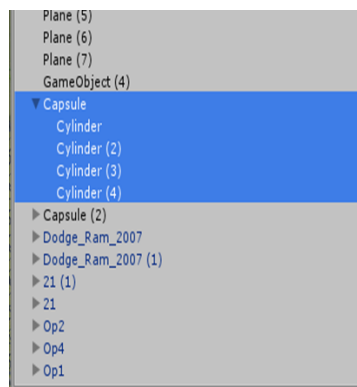 Plane (5)
Plane (6)
Plane (7)
GameObject (4)
Capsule
Cylinder
Cylinder (2)
Cylinder (3)
Cylinder (4)
Capsule (2)
Dodge_Ram_2007
Dodge_Ram_2007 (1)
21 (1)
21
Op2
Op4
Op1